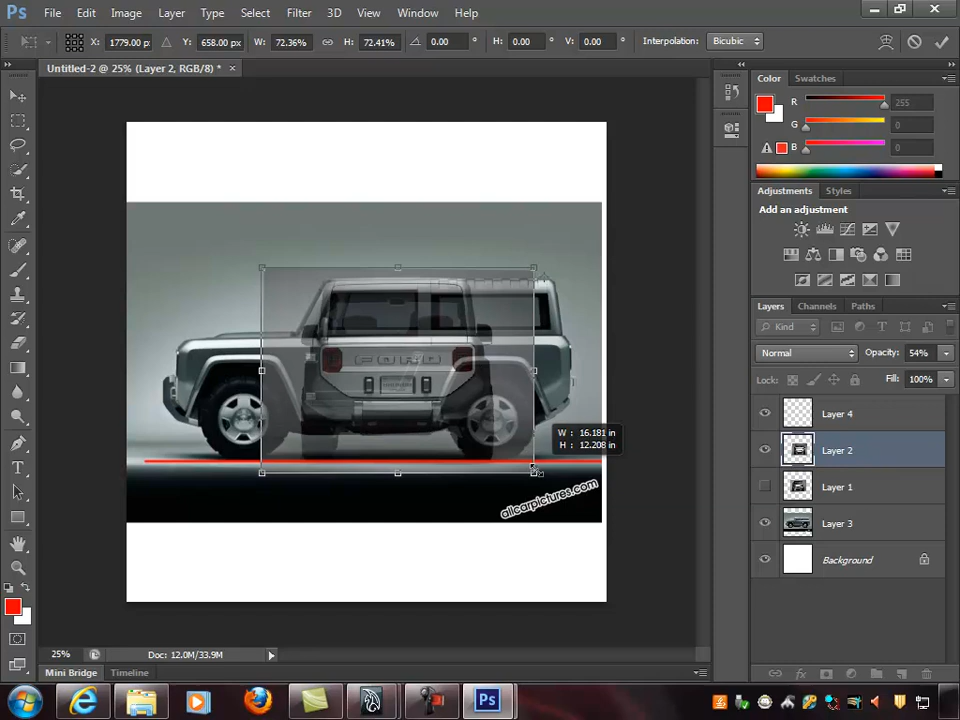 Ps File Edit Image Layer Type Select Filter 3D View Window Help
X: 1779.00 px Y: 658.00 px W: 72.36% H: 72.41% 0.00 ° H: 0.00 ° V: 0.00 ° Interpolation: Bicubic
Untitled-2 @ 25% (Layer 2, RGB/8) * ×
Color Swatches
R 255
G 0
B 0
Adjustments Styles
Add an adjustment
Layers Channels Paths
Kind
Normal Opacity: 54%
Lock: Fill: 100%
Layer 4
Layer 2
Layer 1
Layer 3
Background
FORD
W : 16.181 in
H : 12.208 in
allcarpictures.com
25% Doc: 12.0M/33.9M
Mini Bridge Timeline
Ps